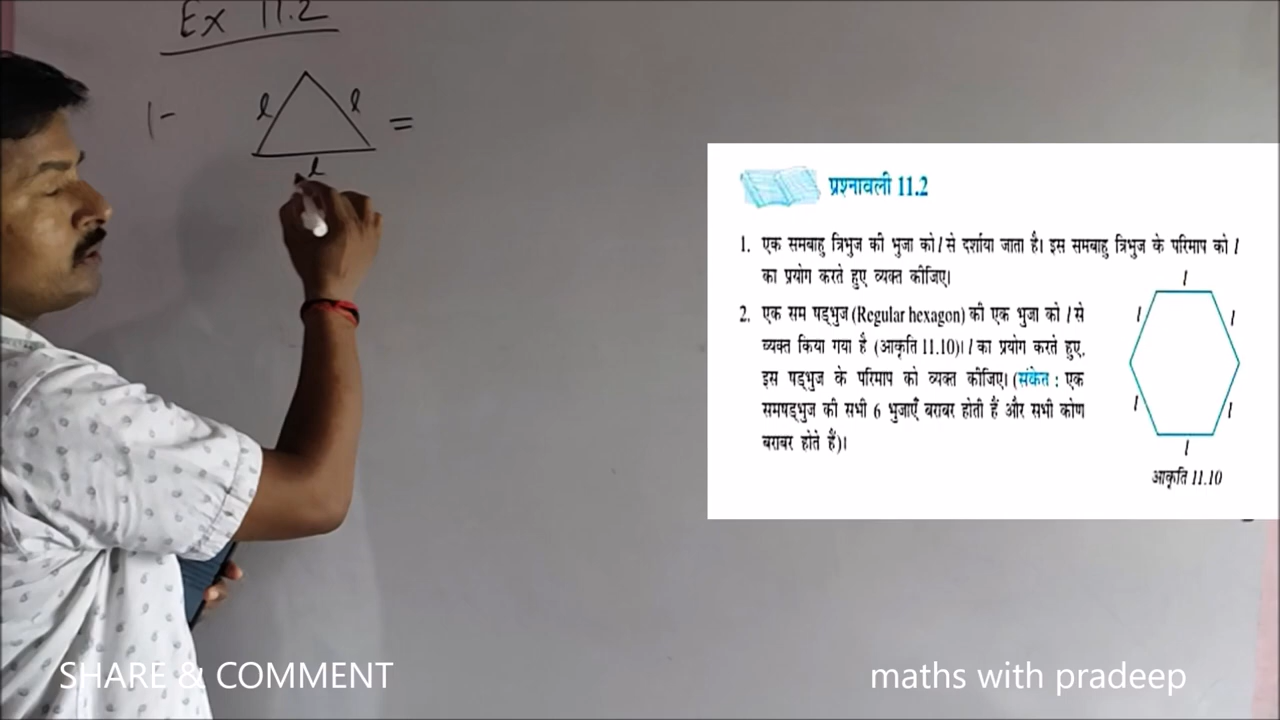 Ex 11.2
1-
l
l
=
l
प्रश्नावली 11.2
1. एक समबाहु त्रिभुज की भुजा को l से दर्शाया जाता है। इस समबाहु त्रिभुज के परिमाप को l
का प्रयोग करते हुए व्यक्त कीजिए।
2. एक सम षड्भुज (Regular hexagon) की एक भुजा को l से
व्यक्त किया गया है (आकृति 11.10)। l का प्रयोग करते हुए,
इस षड्भुज के परिमाप को व्यक्त कीजिए। (संकेत : एक
समषड्भुज की सभी 6 भुजाएँ बराबर होती हैं और सभी कोण
बराबर होते हैं)।
l
l
l
l
l
l
आकृति 11.10
SHARE & COMMENT
maths with pradeep